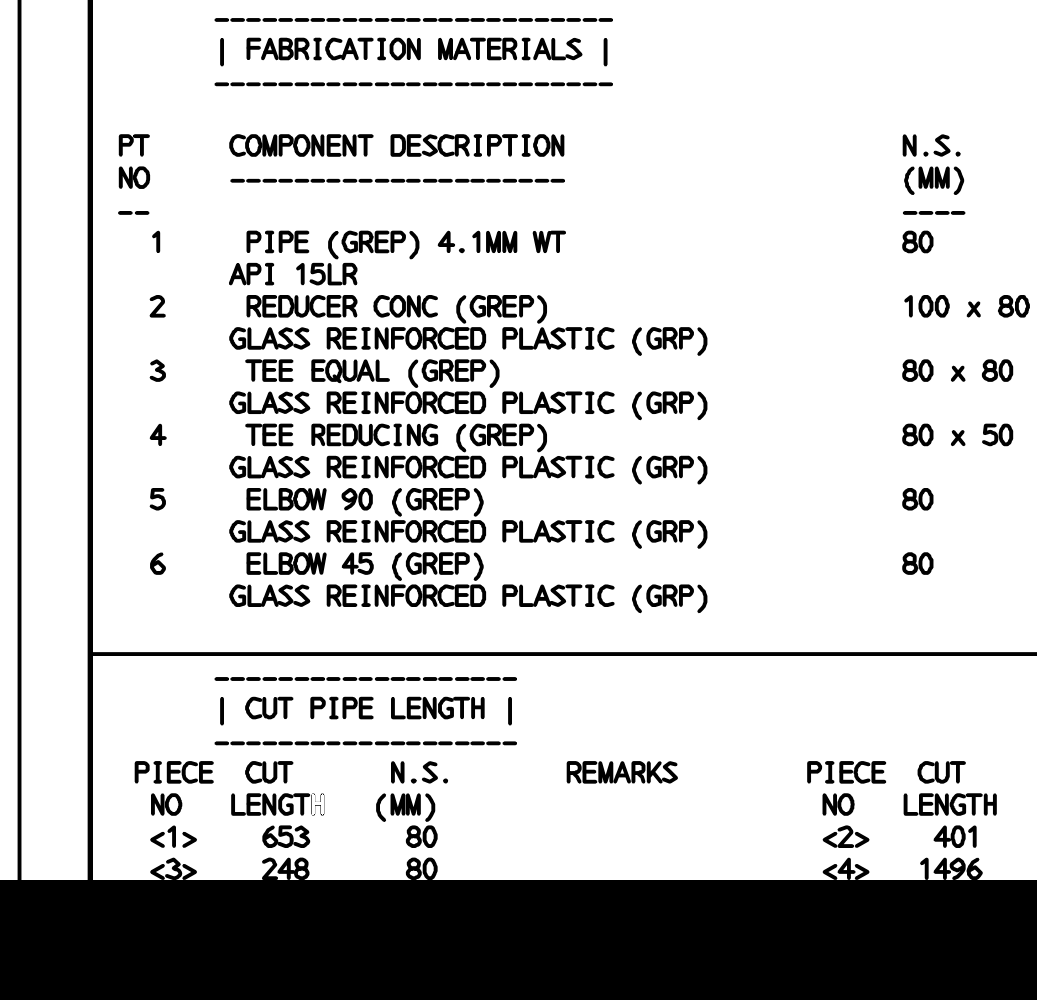 --------------------------
| FABRICATION MATERIALS |
--------------------------
PT COMPONENT DESCRIPTION N.S.
NO --------------------- (MM)
-- ----
1 PIPE (GREP) 4.1MM WT 80
API 15LR
2 REDUCER CONC (GREP) 100 x 80
GLASS REINFORCED PLASTIC (GRP)
3 TEE EQUAL (GREP) 80 x 80
GLASS REINFORCED PLASTIC (GRP)
4 TEE REDUCING (GREP) 80 x 50
GLASS REINFORCED PLASTIC (GRP)
5 ELBOW 90 (GREP) 80
GLASS REINFORCED PLASTIC (GRP)
6 ELBOW 45 (GREP) 80
GLASS REINFORCED PLASTIC (GRP)
-------------------
| CUT PIPE LENGTH |
-------------------
PIECE CUT N.S. REMARKS PIECE CUT
NO LENGTH (MM) NO LENGTH
<1> 653 80 <2> 401
<3> 248 80 <4> 1496